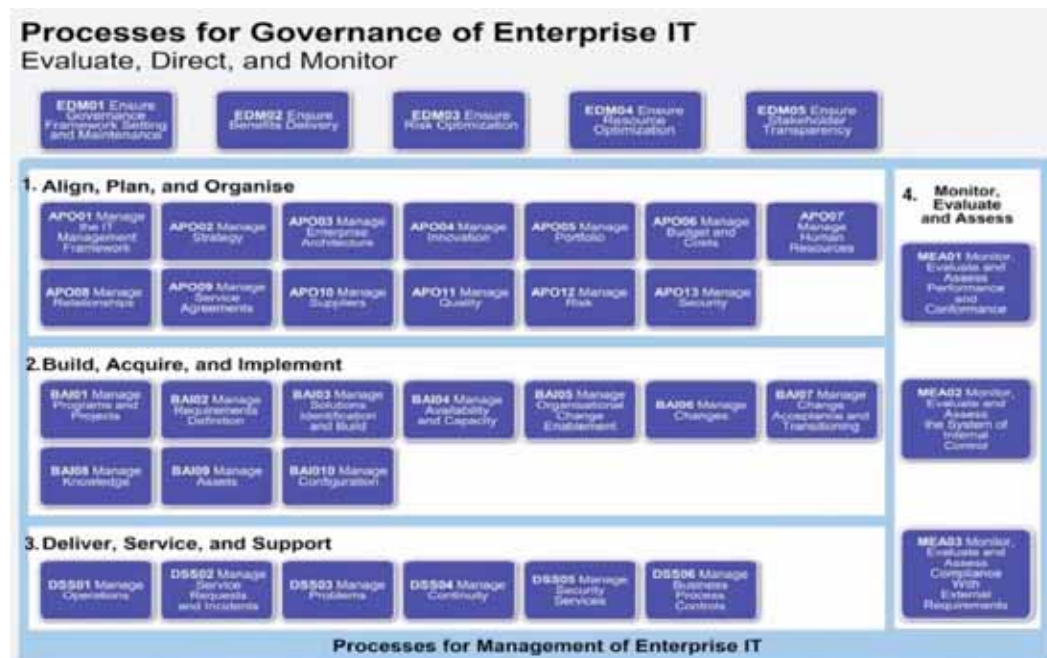 Processes for Governance of Enterprise IT
Evaluate, Direct, and Monitor
EDM01 Ensure
Governance
Framework Setting
and Maintenance
EDM02 Ensure
Benefits Delivery
EDM03 Ensure
Risk Optimization
EDM04 Ensure
Resource
Optimization
EDM05 Ensure
Stakeholder
Transparency
1. Align, Plan, and Organise
APO01 Manage
the IT
Management
Framework
APO02 Manage
Strategy
APO03 Manage
Enterprise
Architecture
APO04 Manage
Innovation
APO05 Manage
Portfolio
APO06 Manage
Budget and
Costs
APO07
Manage
Human
Resources
APO08 Manage
Relationships
APO09 Manage
Service
Agreements
APO10 Manage
Suppliers
APO11 Manage
Quality
APO12 Manage
Risk
APO13 Manage
Security
2. Build, Acquire, and Implement
BAI01 Manage
Programs and
Projects
BAI02 Manage
Requirements
Definition
BAI03 Manage
Solutions
Identification
and Build
BAI04 Manage
Availability
and Capacity
BAI05 Manage
Organisational
Change
Enablement
BAI06 Manage
Changes
BAI07 Manage
Change
Acceptance and
Transitioning
BAI08 Manage
Knowledge
BAI09 Manage
Assets
BAI010 Manage
Configuration
3. Deliver, Service, and Support
DSS01 Manage
Operations
DSS02 Manage
Service
Requests
and Incidents
DSS03 Manage
Problems
DSS04 Manage
Continuity
DSS05 Manage
Security
Services
DSS06 Manage
Business
Process
Controls
4. Monitor,
Evaluate
and Assess
MEA01 Monitor,
Evaluate and
Assess
Performance
and
Conformance
MEA02 Monitor,
Evaluate and
Assess
the System of
Internal
Control
MEA03 Monitor,
Evaluate and
Assess
Compliance
With
External
Requirements
Processes for Management of Enterprise IT